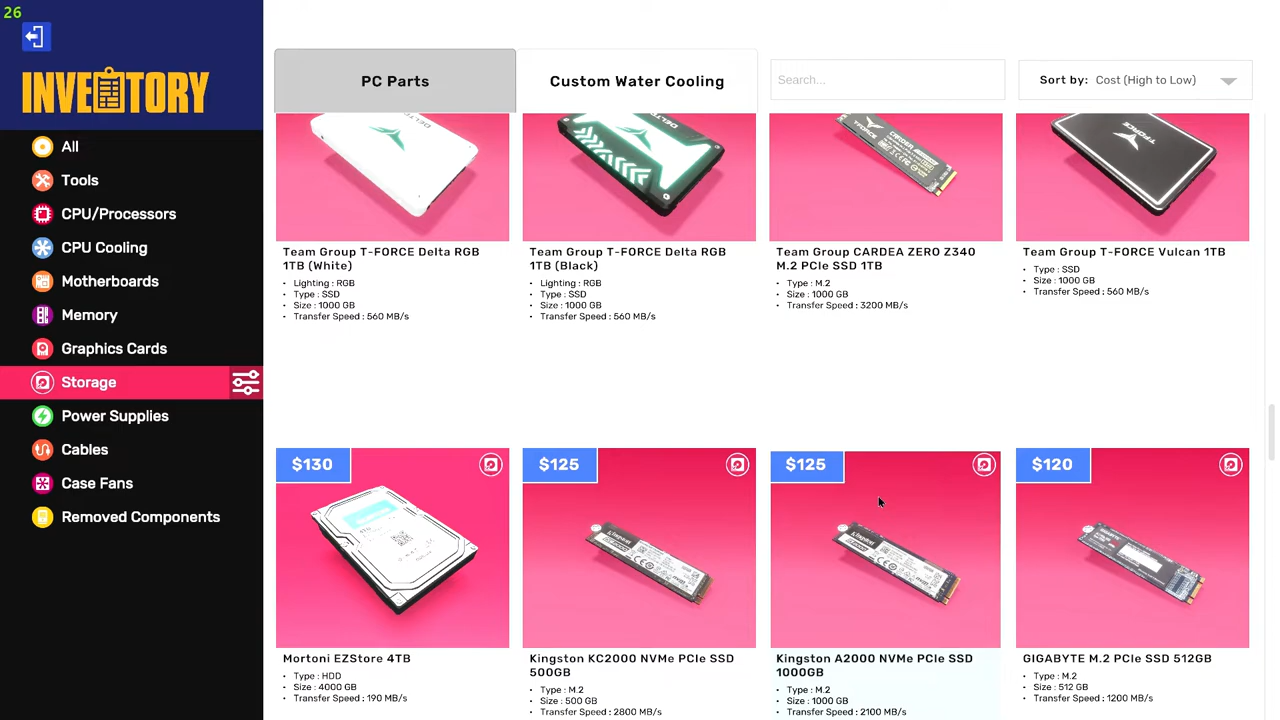 26
INVENTORY
PC Parts
Custom Water Cooling
Search...
Sort by: Cost (High to Low)
All
Tools
CPU/Processors
CPU Cooling
Motherboards
Memory
Graphics Cards
Storage
Power Supplies
Cables
Case Fans
Removed Components
DELTA
DELTA
CARDEA
T-FORCE
Team Group T-FORCE Delta RGB
1TB (White)
• Lighting : RGB
• Type : SSD
• Size : 1000 GB
• Transfer Speed : 560 MB/s
Team Group T-FORCE Delta RGB
1TB (Black)
• Lighting : RGB
• Type : SSD
• Size : 1000 GB
• Transfer Speed : 560 MB/s
Team Group CARDEA ZERO Z340
M.2 PCIe SSD 1TB
• Type : M.2
• Size : 1000 GB
• Transfer Speed : 3200 MB/s
Team Group T-FORCE Vulcan 1TB
• Type : SSD
• Size : 1000 GB
• Transfer Speed : 560 MB/s
$130
$125
$125
$120
Kingston
Kingston
Mortoni EZStore 4TB
• Type : HDD
• Size : 4000 GB
• Transfer Speed : 190 MB/s
Kingston KC2000 NVMe PCIe SSD
500GB
• Type : M.2
• Size : 500 GB
• Transfer Speed : 2800 MB/s
Kingston A2000 NVMe PCIe SSD
1000GB
• Type : M.2
• Size : 1000 GB
• Transfer Speed : 2100 MB/s
GIGABYTE M.2 PCIe SSD 512GB
• Type : M.2
• Size : 512 GB
• Transfer Speed : 1200 MB/s